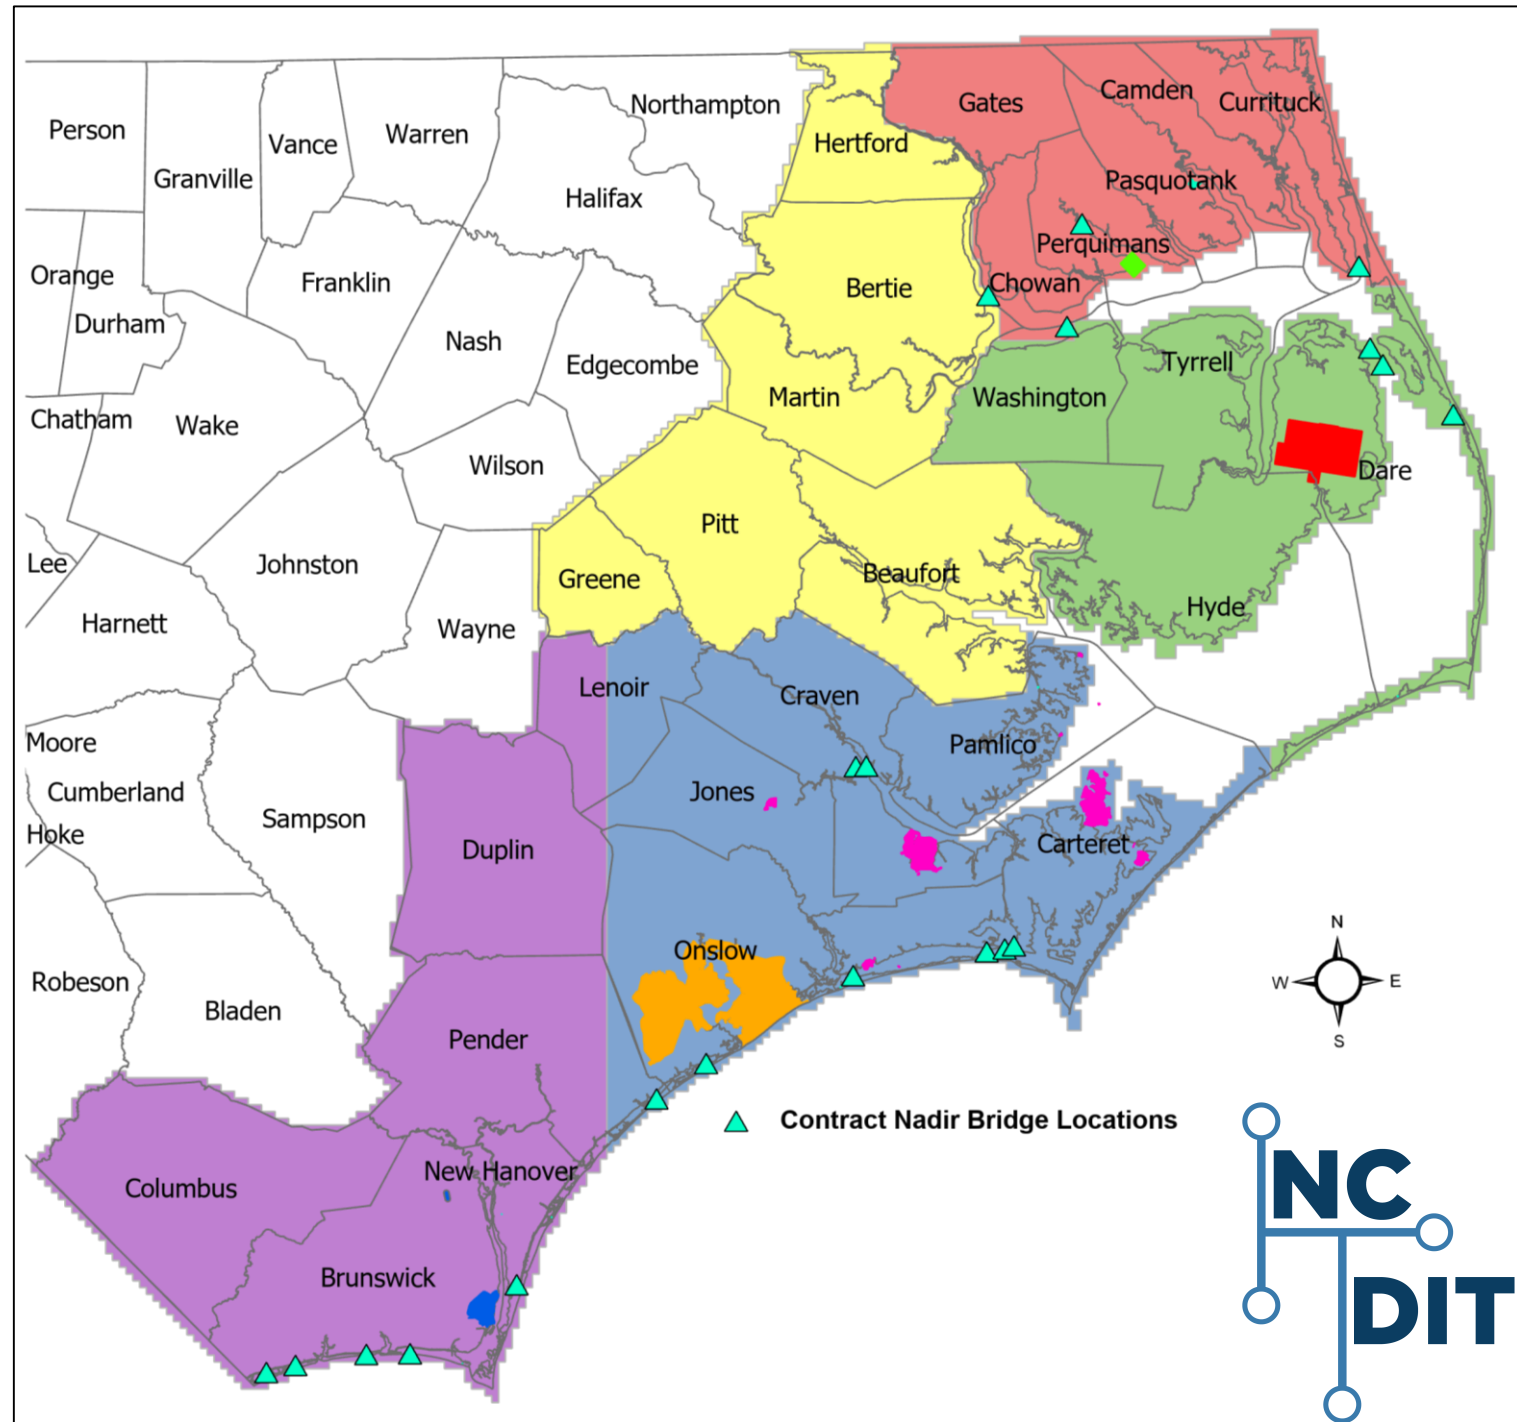 Northampton
Camden
Currituck
Gates
Person
Vance
Warren
Hertford
Granville
Halifax
Pasquotank
Perquimans
Orange
Franklin
Bertie
Chowan
Durham
Nash
Edgecombe
Tyrrell
Martin
Washington
Chatham
Wake
Wilson
Dare
Pitt
Lee
Johnston
Greene
Beaufort
Harnett
Wayne
Hyde
Lenoir
Craven
Moore
Pamlico
Cumberland
Jones
Hoke
Sampson
Duplin
Carteret
N
Onslow
Robeson
W
E
Bladen
Pender
S
Contract Nadir Bridge Locations
New Hanover
Columbus
NC
Brunswick
DIT